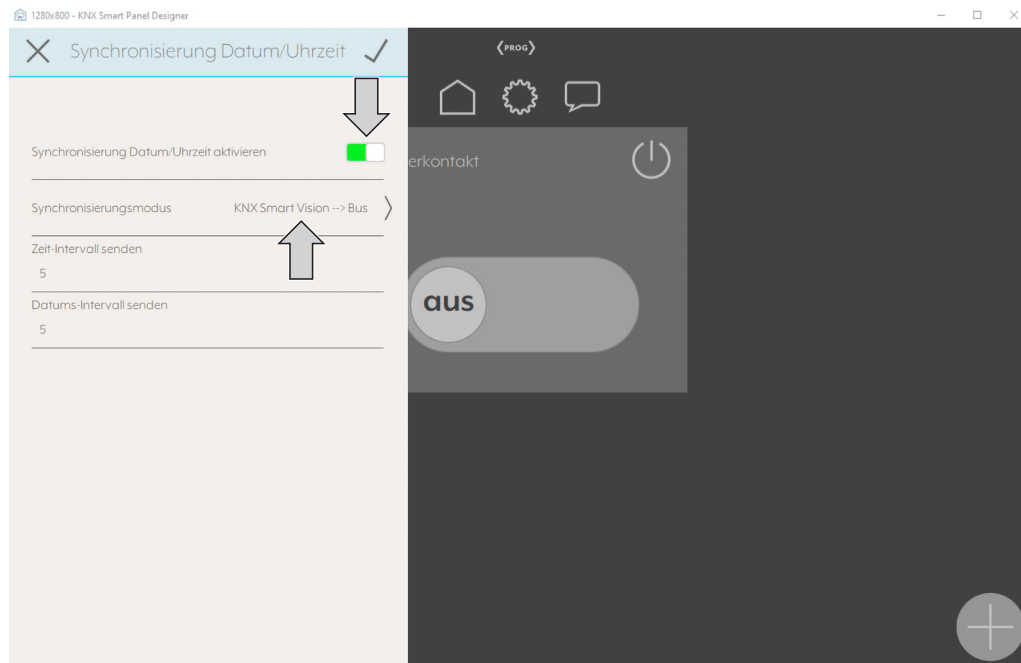 1280x800 - KNX Smart Panel Designer
Synchronisierung Datum/Uhrzeit
PROG
Synchronisierung Datum/Uhrzeit aktivieren
erkontakt
Synchronisierungsmodus KNX Smart Vision --> Bus
Zeit-Intervall senden
5
aus
Datums-Intervall senden
5